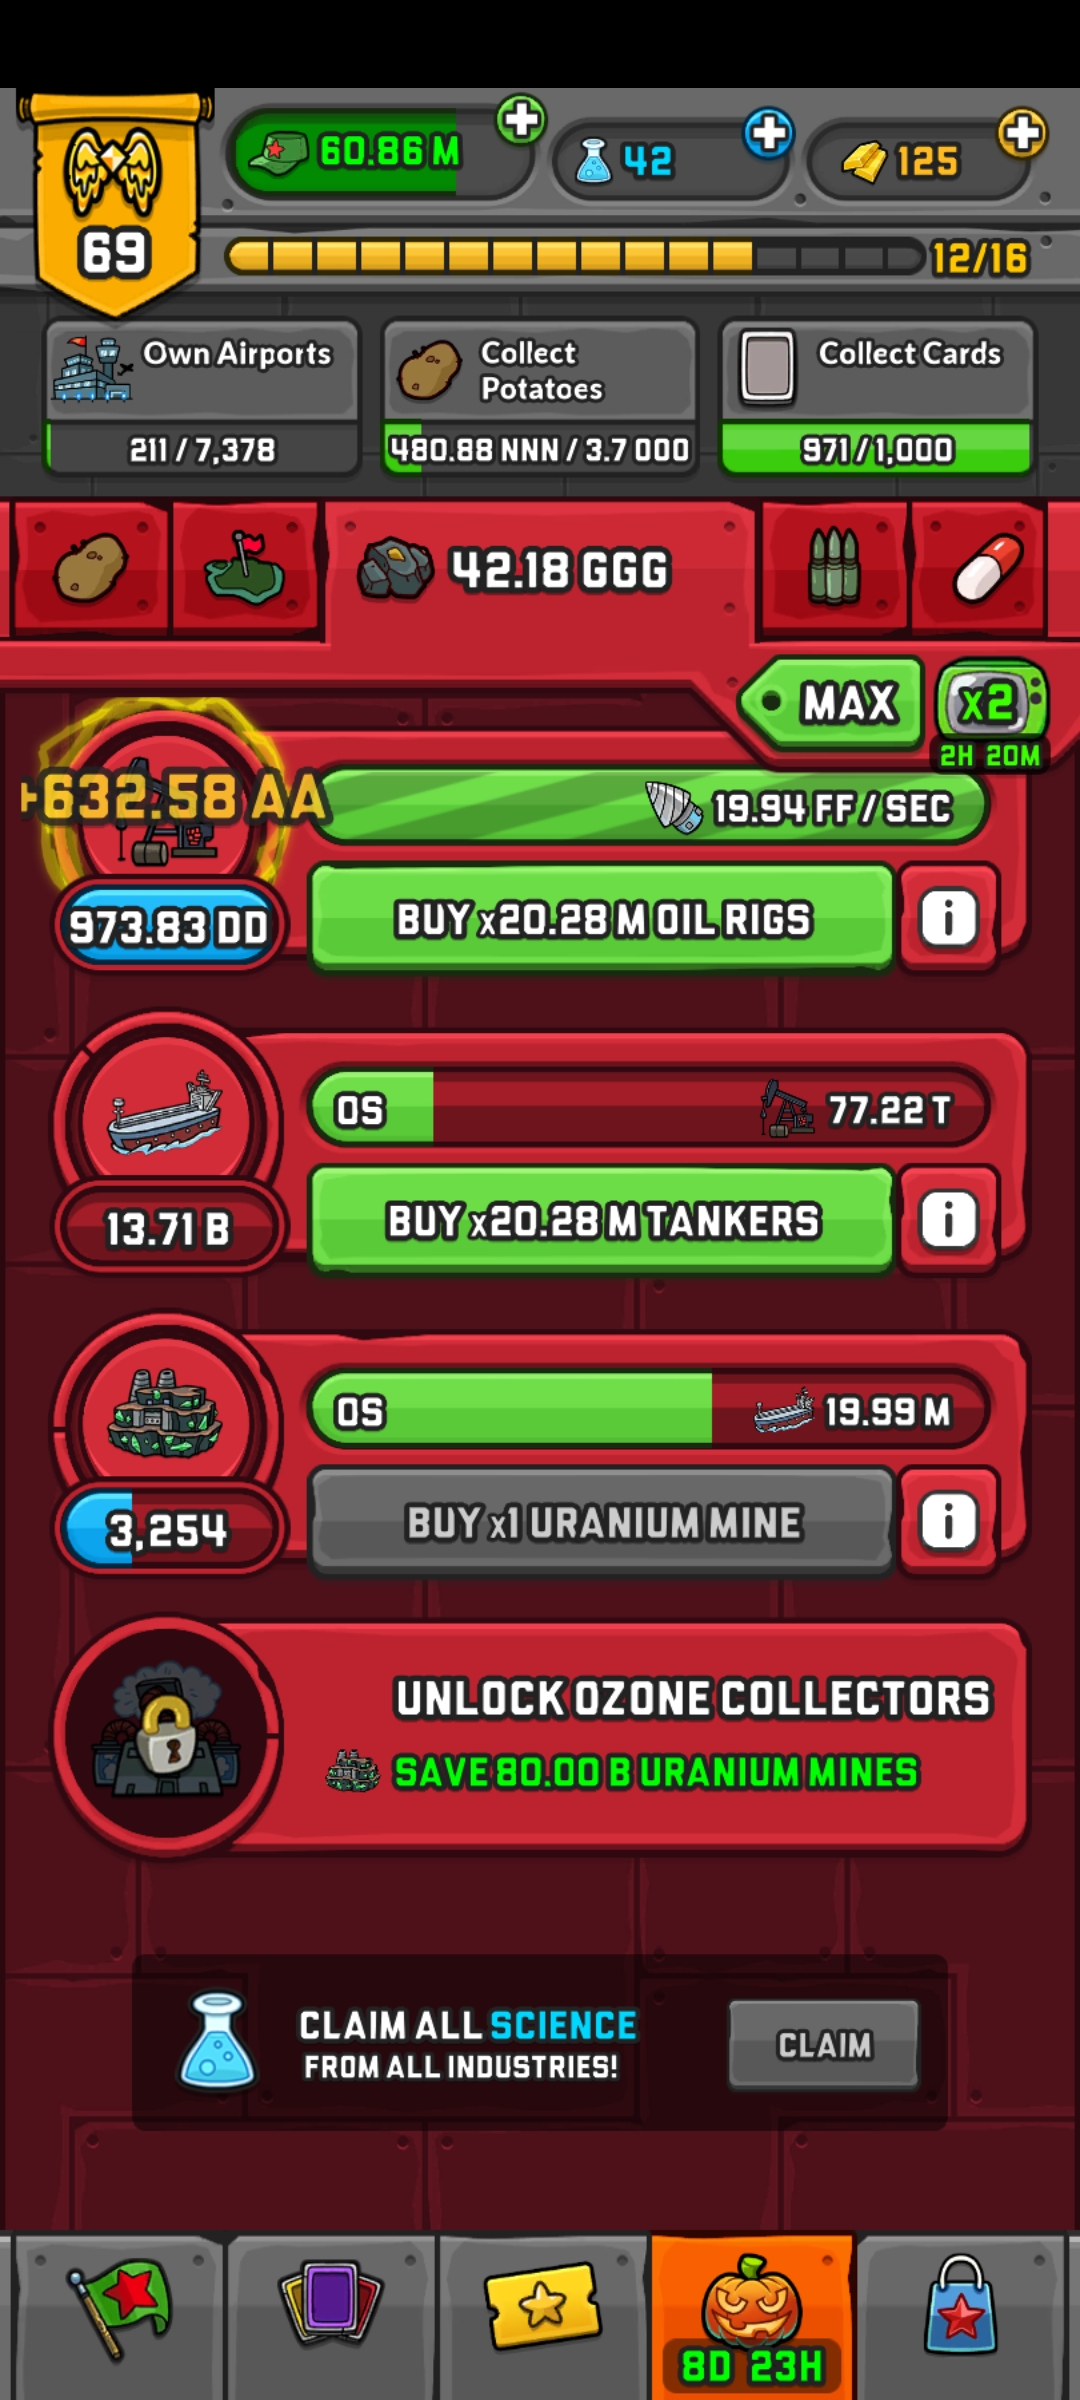 60.86 M
42
125
69
12/16
Own Airports
211 / 7,378
Collect
Potatoes
480.88 NNN / 3.7 OOO
Collect Cards
971 / 1,000
42.18 GGG
MAX
x2
2H 20M
+632.58 AA
19.94 FF / SEC
973.83 DD
BUY x20.28 M OIL RIGS
i
0S
77.22 T
13.71 B
BUY x20.28 M TANKERS
i
0S
19.99 M
3,254
BUY x1 URANIUM MINE
i
UNLOCK OZONE COLLECTORS
SAVE 80.00 B URANIUM MINES
CLAIM ALL SCIENCE
FROM ALL INDUSTRIES!
CLAIM
8D 23H